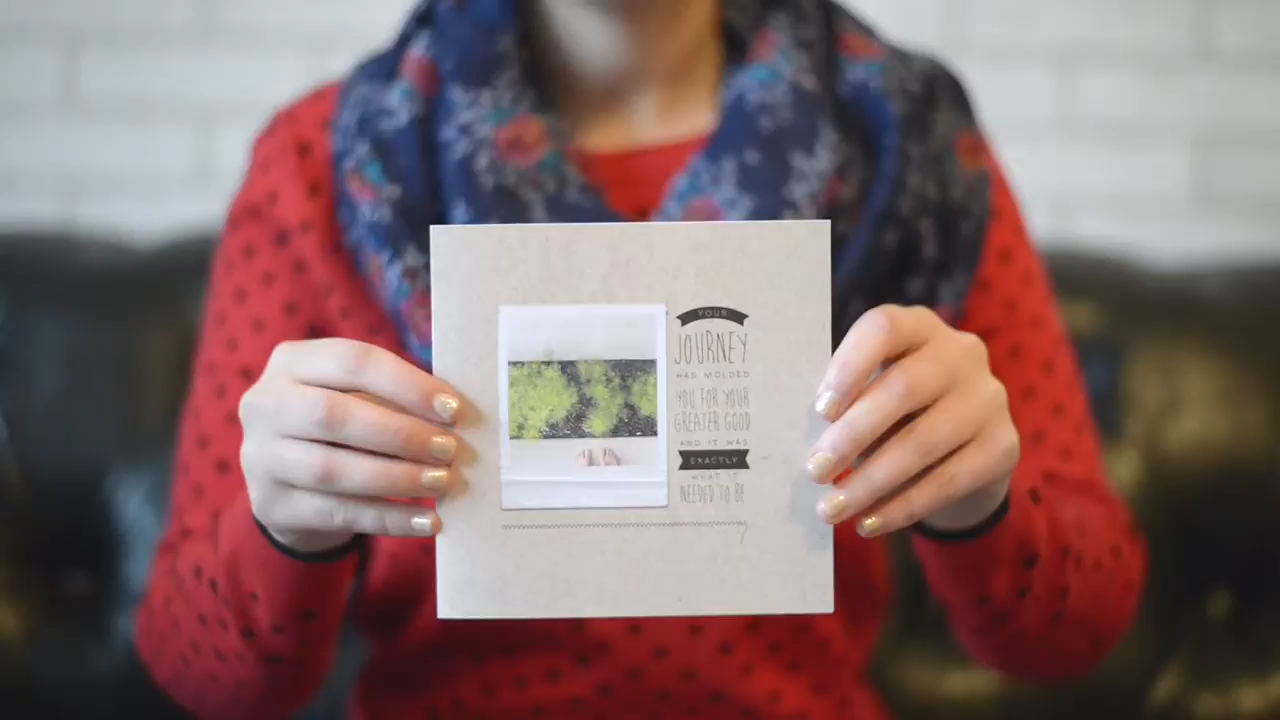 YOUR
JOURNEY
HAS MOLDED
YOU FOR YOUR
GREATER GOOD
AND IT WAS
EXACTLY
WHAT IT
NEEDED TO BE